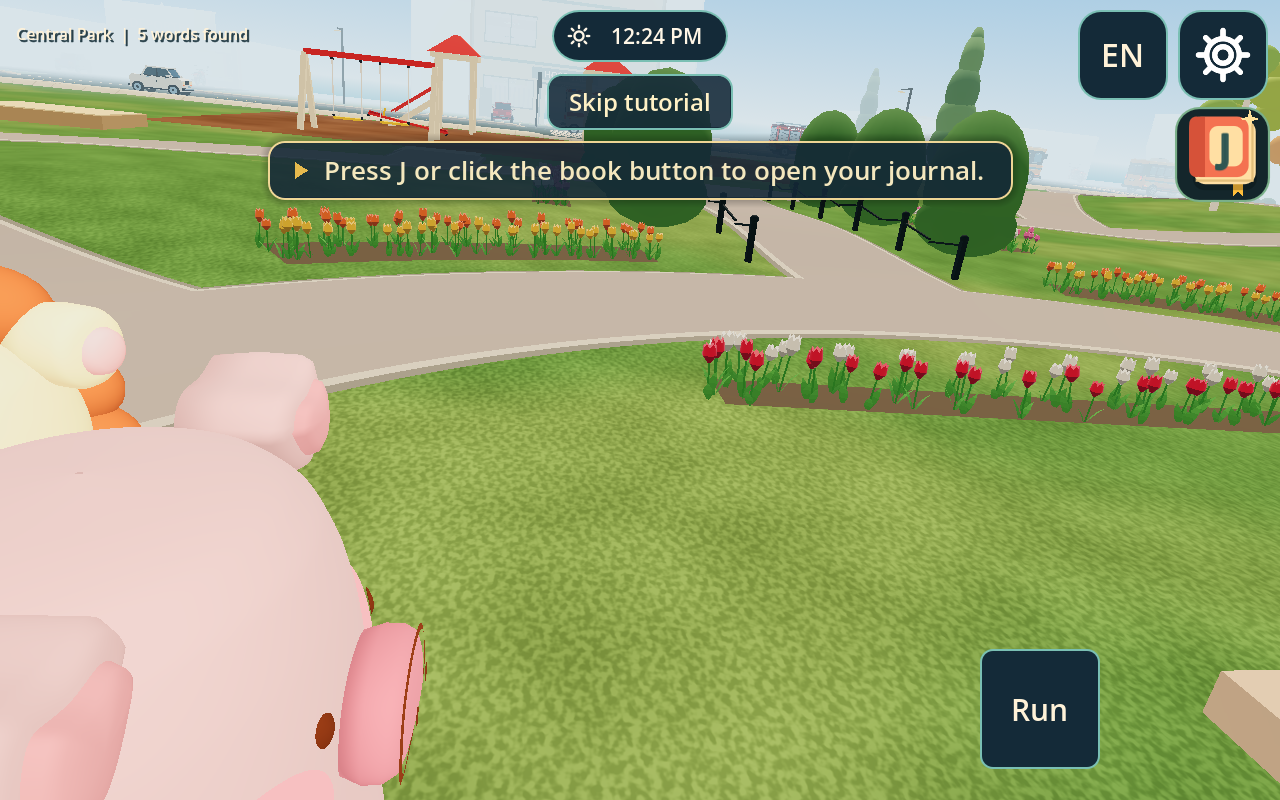 Central Park | 5 words found
12:24 PM
EN
Skip tutorial
Press J or click the book button to open your journal.
J
Run